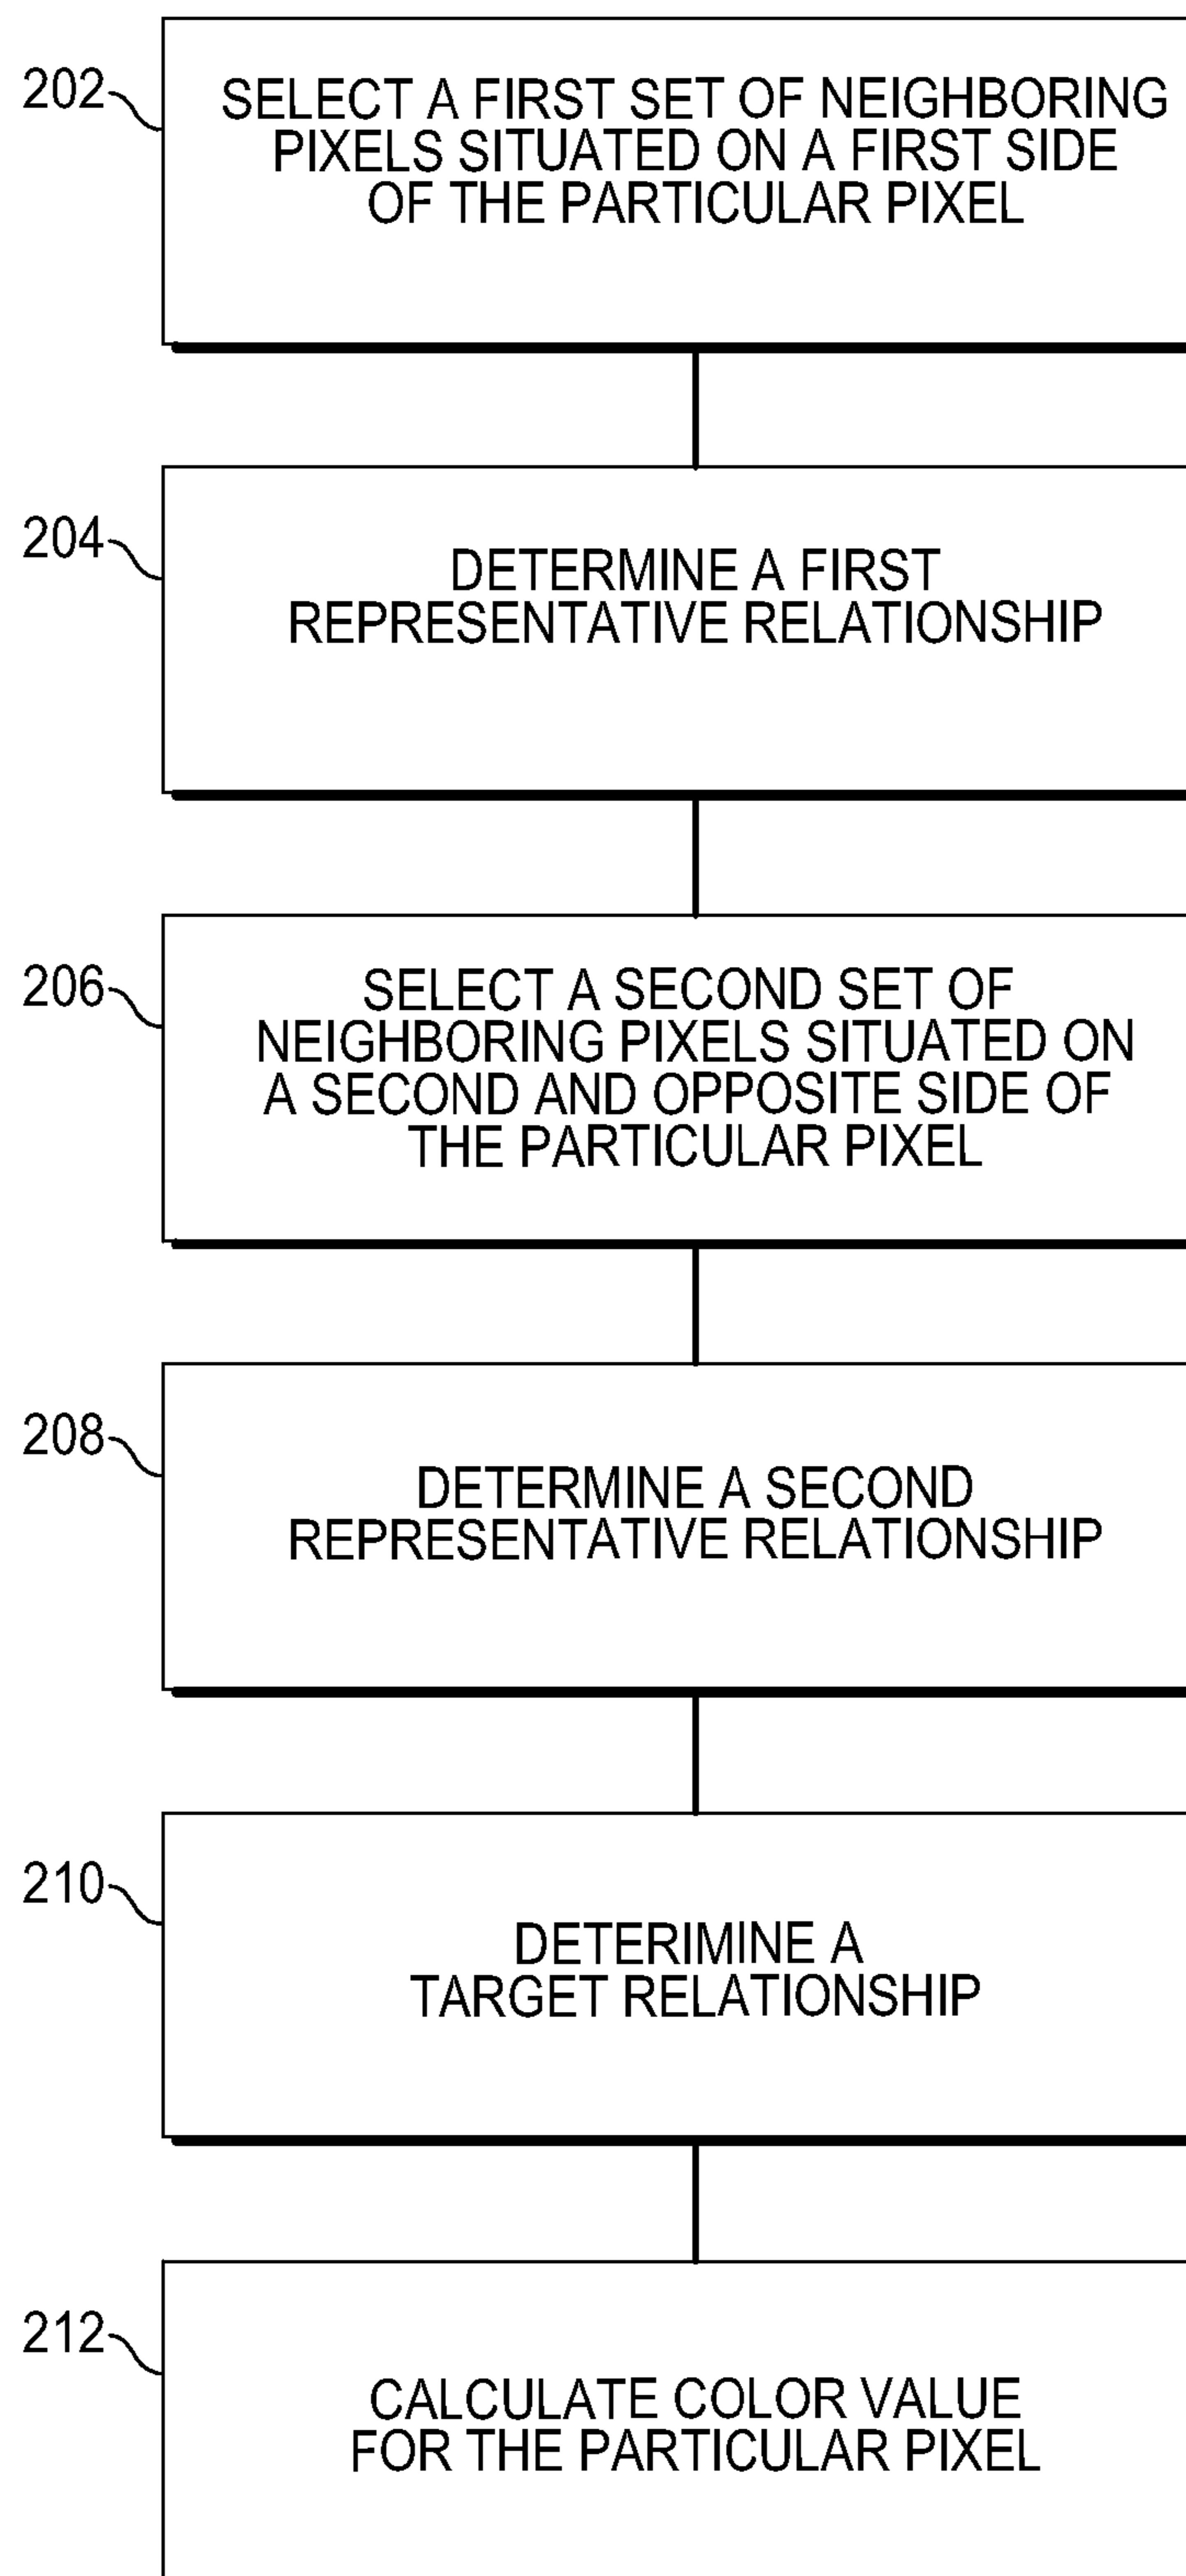 202
SELECT A FIRST SET OF NEIGHBORING
PIXELS SITUATED ON A FIRST SIDE
OF THE PARTICULAR PIXEL
204
DETERMINE A FIRST
REPRESENTATIVE RELATIONSHIP
206
SELECT A SECOND SET OF
NEIGHBORING PIXELS SITUATED ON
A SECOND AND OPPOSITE SIDE OF
THE PARTICULAR PIXEL
208
DETERMINE A SECOND
REPRESENTATIVE RELATIONSHIP
210
DETERIMINE A
TARGET RELATIONSHIP
212
CALCULATE COLOR VALUE
FOR THE PARTICULAR PIXEL